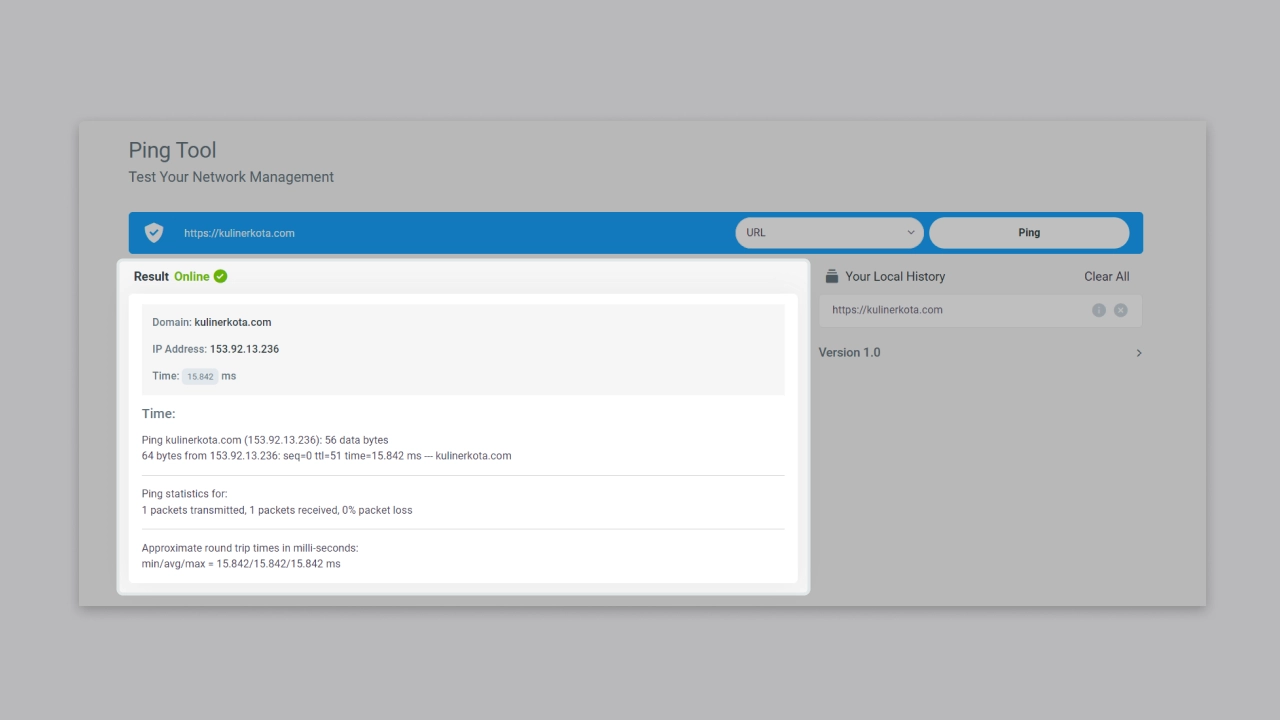 Ping Tool
Test Your Network Management
https://kulinerkota.com
URL
Ping
Result Online
Domain: kulinerkota.com
IP Address: 153.92.13.236
Time: 15.842 ms
Time:
Ping kulinerkota.com (153.92.13.236): 56 data bytes
64 bytes from 153.92.13.236: seq=0 ttl=51 time=15.842 ms --- kulinerkota.com
Ping statistics for:
1 packets transmitted, 1 packets received, 0% packet loss
Approximate round trip times in milli-seconds:
min/avg/max = 15.842/15.842/15.842 ms
Your Local History
Clear All
https://kulinerkota.com
Version 1.0